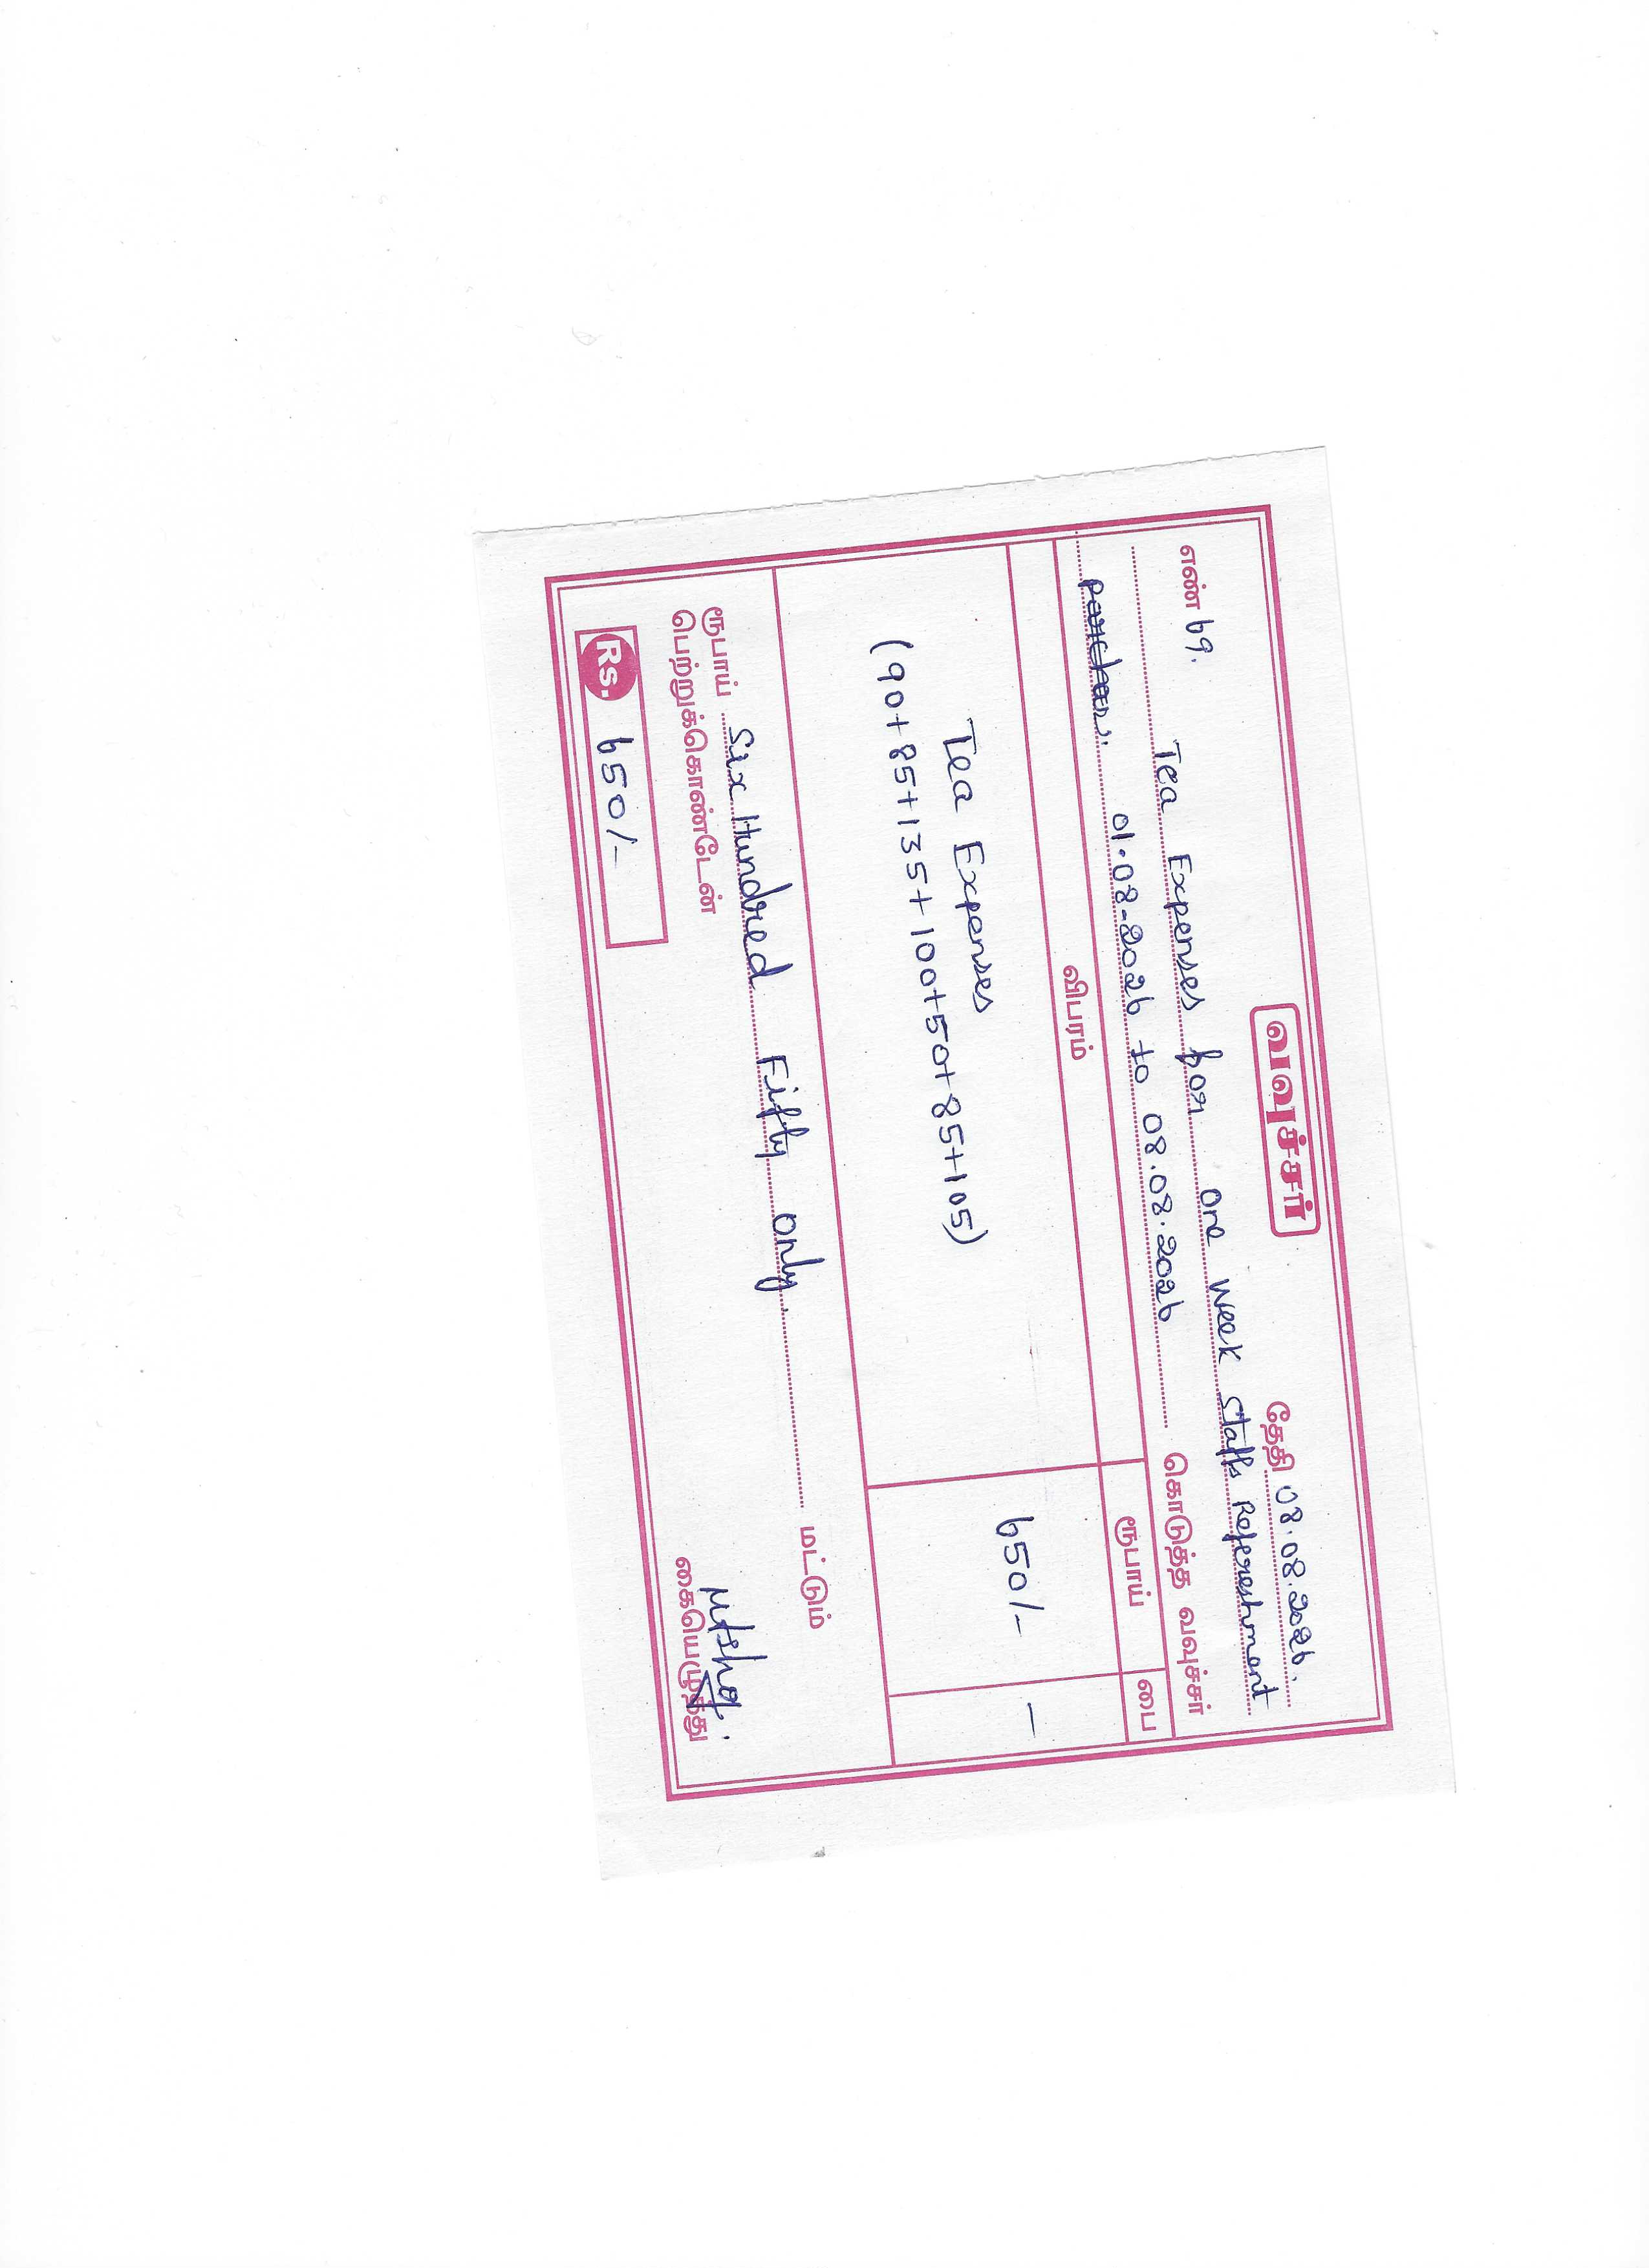 வவுச்சர்
எண் 69.
தேதி 08.08.2026.
Tea Expenses for one week Staffs Refereshment
01.08-2026 to 08.08.2026 கொடுத்த வவுச்சர்
விபரம் ரூபாய் பை
Tea Expenses 650/- —
(90+85+135+100+50+85+105)
ரூபாய் Six Hundred Fifty only. மட்டும்
பெற்றுக்கொண்டேன்
கையெழுத்து
Rs. 650/-